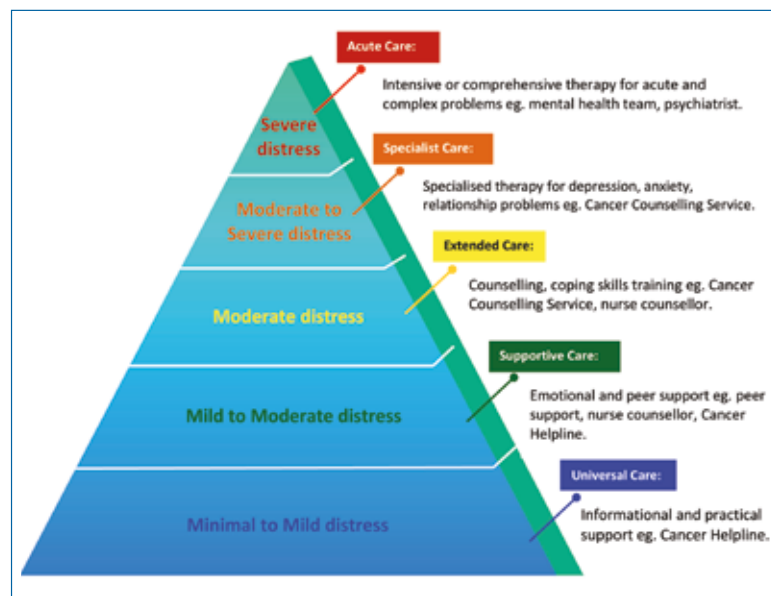 Acute Care:
Intensive or comprehensive therapy for acute and
complex problems eg. mental health team, psychiatrist.
Severe
distress
Specialist Care:
Specialised therapy for depression, anxiety,
relationship problems eg. Cancer Counselling Service.
Moderate to
Severe distress
Extended Care:
Counselling, coping skills training eg. Cancer
Counselling Service, nurse counsellor.
Moderate distress
Supportive Care:
Emotional and peer support eg. peer
support, nurse counsellor, Cancer
Helpline.
Mild to Moderate distress
Universal Care:
Informational and practical
support eg. Cancer Helpline.
Minimal to Mild distress